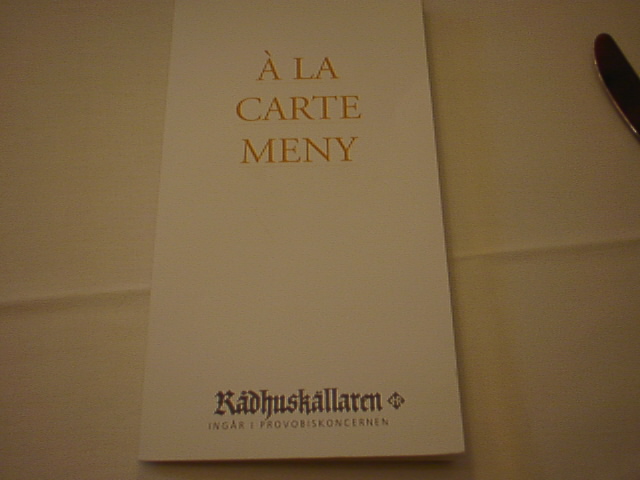 À LA
CARTE
MENY
Rådhuskällaren
INGÅR I PROVOBISKONCERNEN